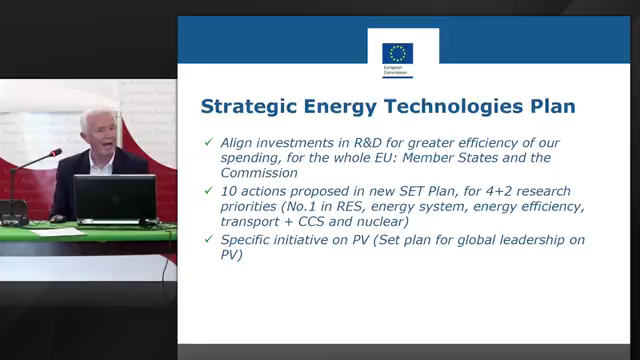 European
Commission
Strategic Energy Technologies Plan
Align investments in R&D for greater efficiency of our
spending, for the whole EU: Member States and the
Commission
10 actions proposed in new SET Plan, for 4+2 research
priorities (No.1 in RES, energy system, energy efficiency,
transport + CCS and nuclear)
Specific initiative on PV (Set plan for global leadership on
PV)